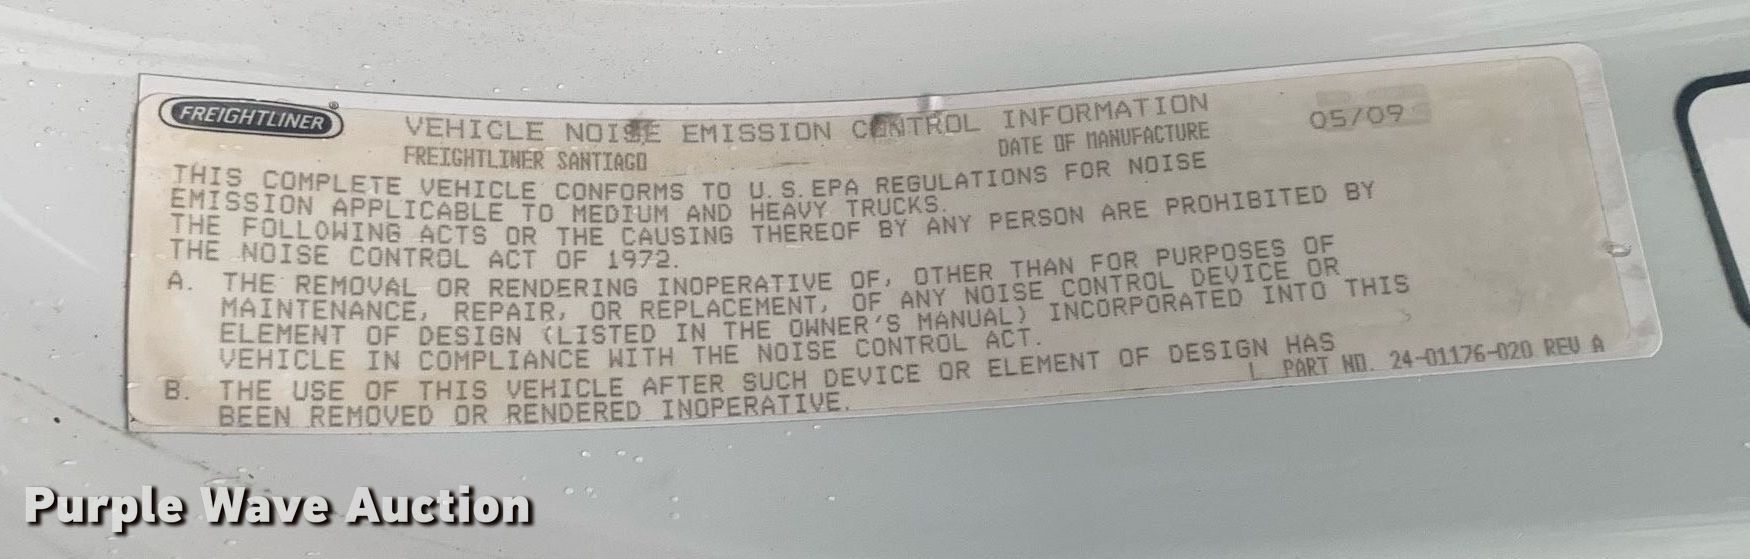 FREIGHTLINER®
VEHICLE NOISE EMISSION CONTROL INFORMATION
FREIGHTLINER SANTIAGO
DATE OF MANUFACTURE
05/09
THIS COMPLETE VEHICLE CONFORMS TO U.S.EPA REGULATIONS FOR NOISE
EMISSION APPLICABLE TO MEDIUM AND HEAVY TRUCKS.
THE FOLLOWING ACTS OR THE CAUSING THEREOF BY ANY PERSON ARE PROHIBITED BY
THE NOISE CONTROL ACT OF 1972.
A. THE REMOVAL OR RENDERING INOPERATIVE OF, OTHER THAN FOR PURPOSES OF
MAINTENANCE, REPAIR, OR REPLACEMENT, OF ANY NOISE CONTROL DEVICE OR
ELEMENT OF DESIGN (LISTED IN THE OWNER'S MANUAL) INCORPORATED INTO THIS
VEHICLE IN COMPLIANCE WITH THE NOISE CONTROL ACT.
B. THE USE OF THIS VEHICLE AFTER SUCH DEVICE OR ELEMENT OF DESIGN HAS
BEEN REMOVED OR RENDERED INOPERATIVE.
L PART NO. 24-01176-020 REV A
Purple Wave Auction